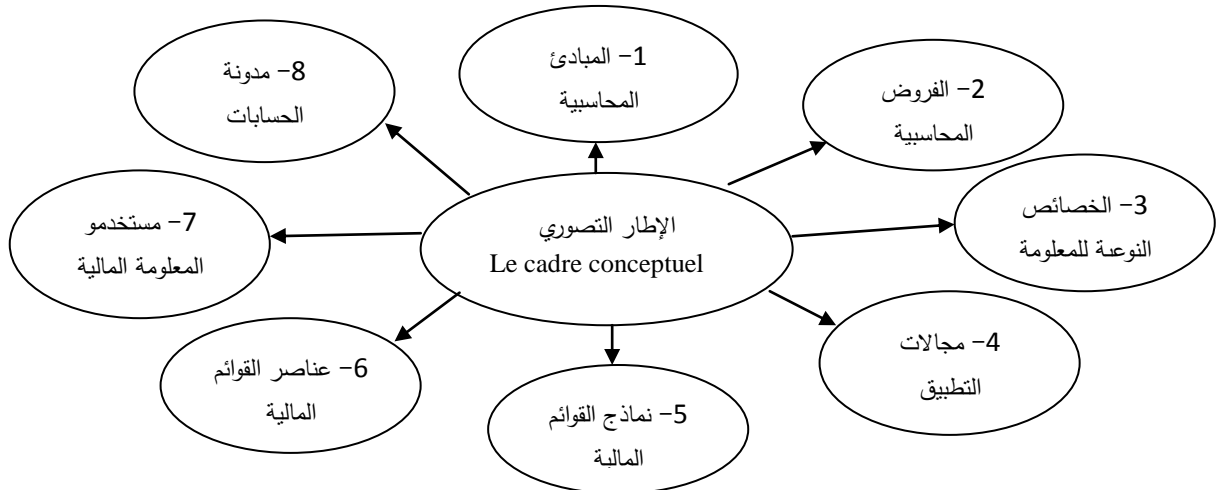 1- المبادئ
المحاسبية
2- الفروض
المحاسبية
3- الخصائص
النوعية للمعلومة
4- مجالات
التطبيق
5- نماذج القوائم
المالية
6- عناصر القوائم
المالية
7- مستخدمو
المعلومة المالية
8- مدونة
الحسابات
الإطار التصوري
Le cadre conceptuel